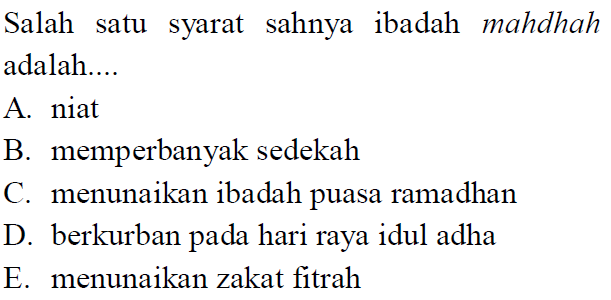 Salah satu syarat sahnya ibadah mahdhah
adalah....
A. niat
B. memperbanyak sedekah
C. menunaikan ibadah puasa ramadhan
D. berkurban pada hari raya idul adha
E. menunaikan zakat fitrah